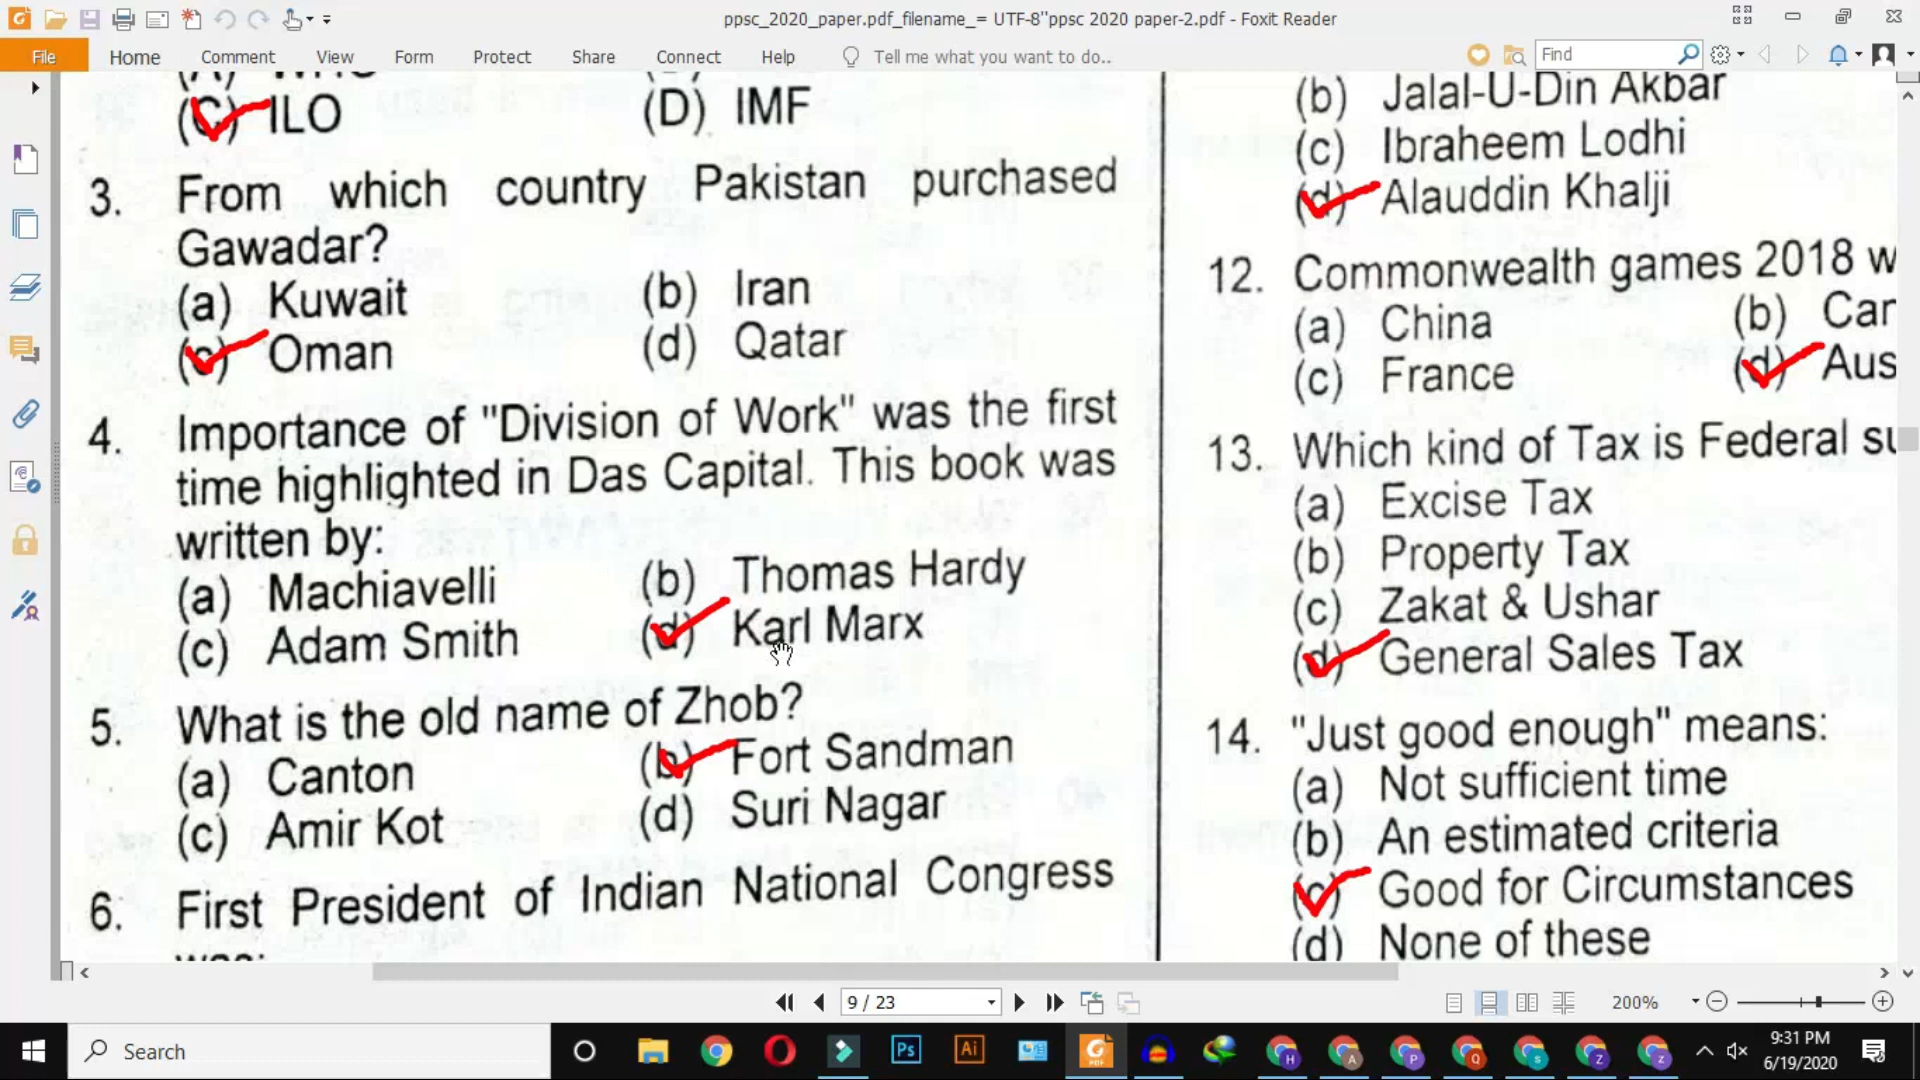 ppsc_2020_paper.pdf_filename_= UTF-8''ppsc 2020 paper-2.pdf - Foxit Reader
File Home Comment View Form Protect Share Connect Help Tell me what you want to do.. Find
(C) ILO (D) IMF
3. From which country Pakistan purchased
Gawadar?
(a) Kuwait (b) Iran
(c) Oman (d) Qatar
4. Importance of "Division of Work" was the first
time highlighted in Das Capital. This book was
written by:
(a) Machiavelli (b) Thomas Hardy
(c) Adam Smith (d) Karl Marx
5. What is the old name of Zhob?
(a) Canton (b) Fort Sandman
(c) Amir Kot (d) Suri Nagar
6. First President of Indian National Congress
was:
(b) Jalal-U-Din Akbar
(c) Ibraheem Lodhi
(d) Alauddin Khalji
12. Commonwealth games 2018 w
(a) China (b) Car
(c) France (d) Aus
13. Which kind of Tax is Federal su
(a) Excise Tax
(b) Property Tax
(c) Zakat & Ushar
(d) General Sales Tax
14. "Just good enough" means:
(a) Not sufficient time
(b) An estimated criteria
(c) Good for Circumstances
(d) None of these
9 / 23 200%
Search
Ps Ai
9:31 PM
6/19/2020